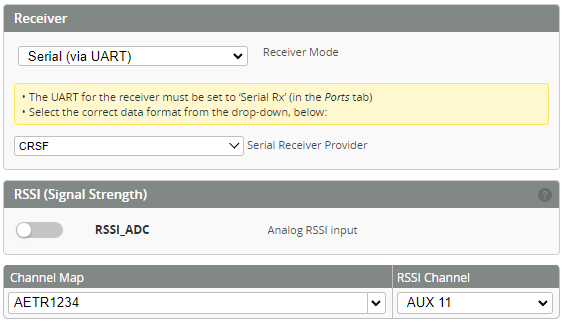 Receiver
Serial (via UART)
Receiver Mode
• The UART for the receiver must be set to 'Serial Rx' (in the Ports tab)
• Select the correct data format from the drop-down, below:
CRSF
Serial Receiver Provider
RSSI (Signal Strength)
?
RSSI_ADC
Analog RSSI input
Channel Map
RSSI Channel
AETR1234
AUX 11